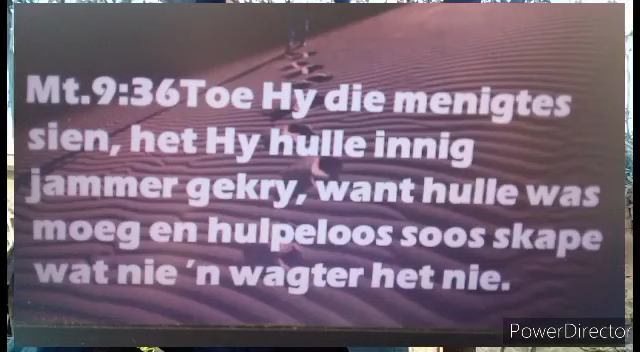 Mt.9:36Toe Hy die menigtes
sien, het Hy hulle innig
jammer gekry, want hulle was
moeg en hulpeloos soos skape
wat nie 'n wagter het nie.
PowerDirector